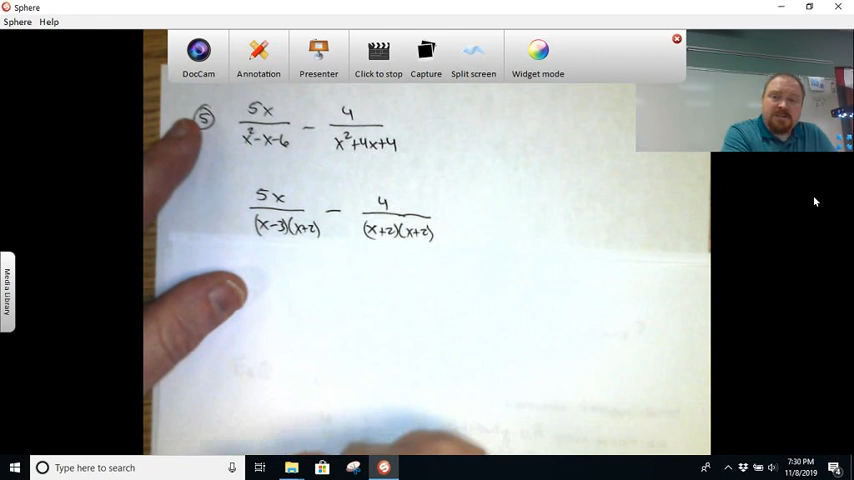 Sphere
Sphere Help
DocCam Annotation Presenter Click to stop Capture Split screen Widget mode
5 5x/(x²-x-6) - 4/(x²+4x+4)
5x/((x-3)(x+2)) - 4/((x+2)(x+2))
Media Library
Type here to search
7:30 PM
11/8/2019
4